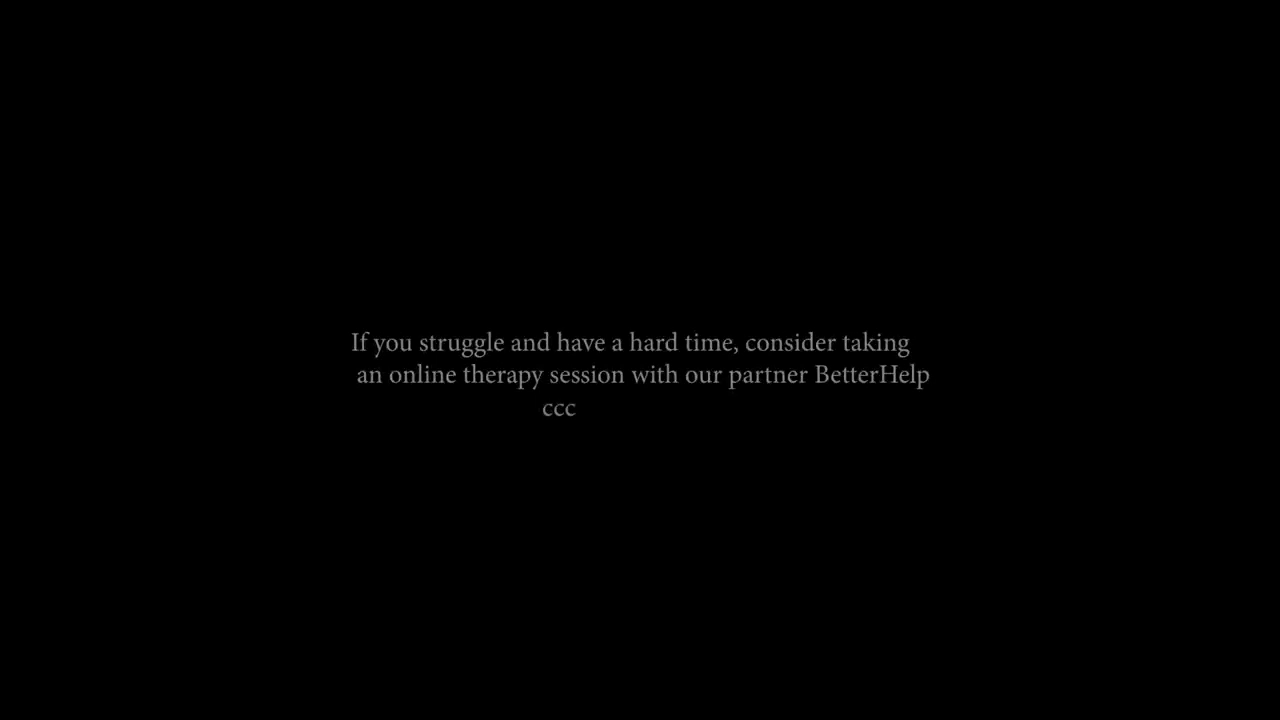 If you struggle and have a hard time, consider taking
an online therapy session with our partner BetterHelp
ccc